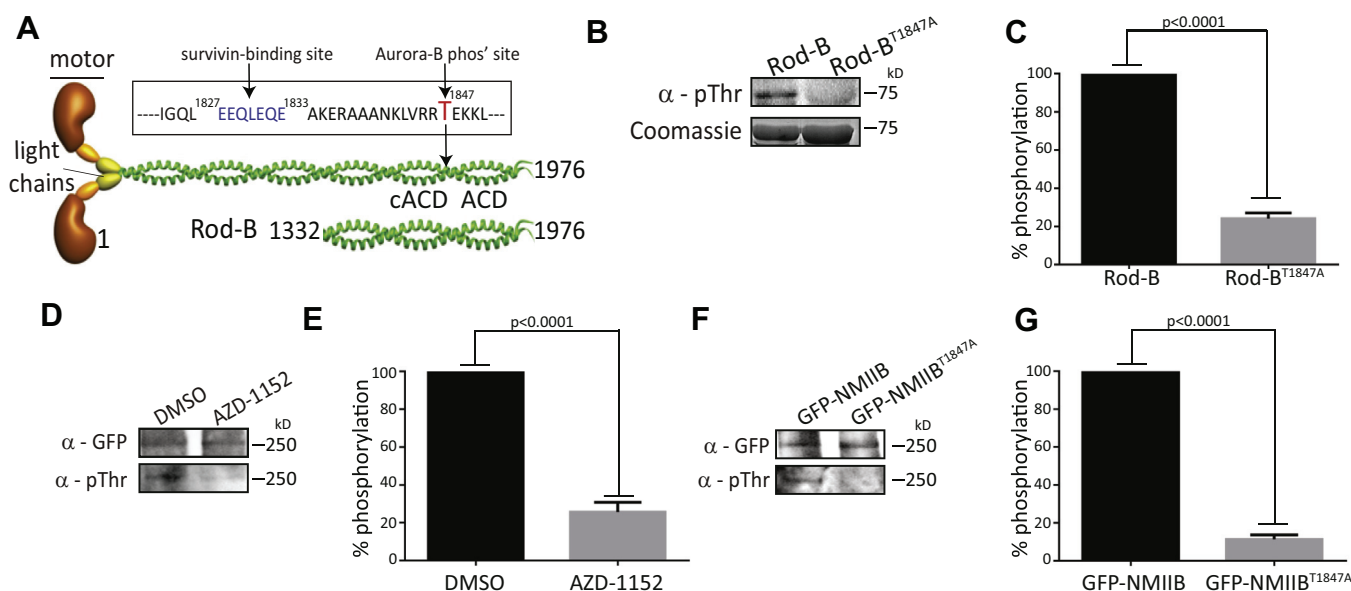 A
motor
survivin-binding site
Aurora-B phos' site
----IGQL 1827 EEQLEQE 1833 AKERAAANKLVRR T 1847 EKKL---
light
chains
1976
cACD ACD
1
Rod-B 1332 1976
B
Rod-B Rod-B T1847A
kD
α - pThr 75
Coomassie 75
C
p<0.0001
% phosphorylation
100
80
60
40
20
0
Rod-B Rod-B T1847A
D
DMSO AZD-1152
kD
α - GFP 250
α - pThr 250
E
p<0.0001
% phosphorylation
100
80
60
40
20
0
DMSO AZD-1152
F
GFP-NMIIB GFP-NMIIB T1847A
kD
α - GFP 250
α - pThr 250
G
p<0.0001
% phosphorylation
100
80
60
40
20
0
GFP-NMIIB GFP-NMIIB T1847A